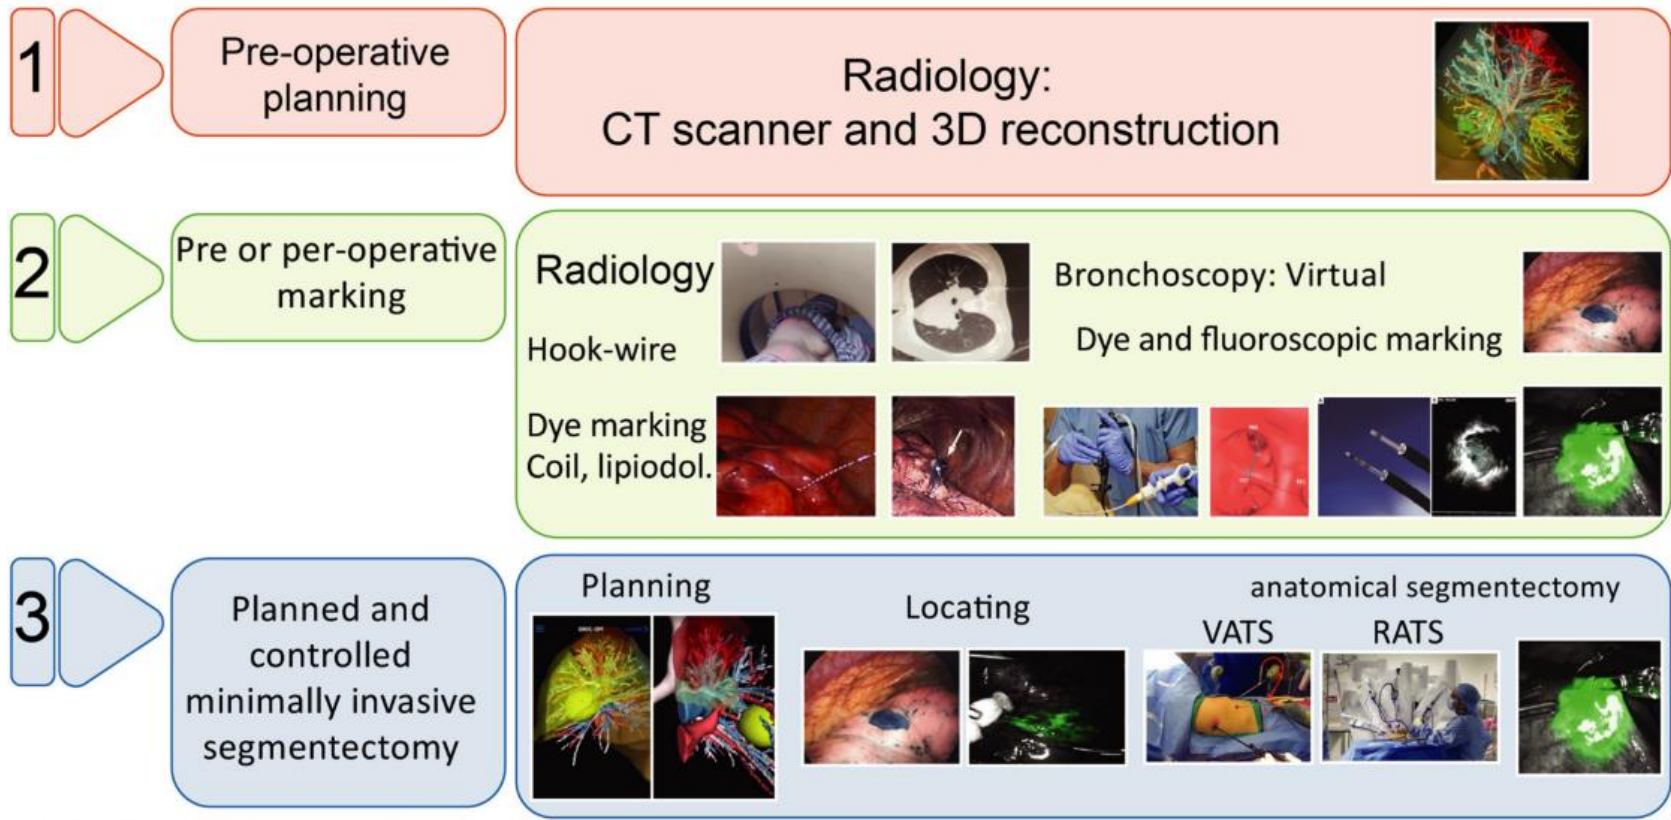 1
Pre-operative
planning
Radiology:
CT scanner and 3D reconstruction
2
Pre or per-operative
marking
Radiology
Hook-wire
Dye marking
Coil, lipiodol.
Bronchoscopy: Virtual
Dye and fluoroscopic marking
3
Planned and
controlled
minimally invasive
segmentectomy
Planning
Locating
anatomical segmentectomy
VATS
RATS